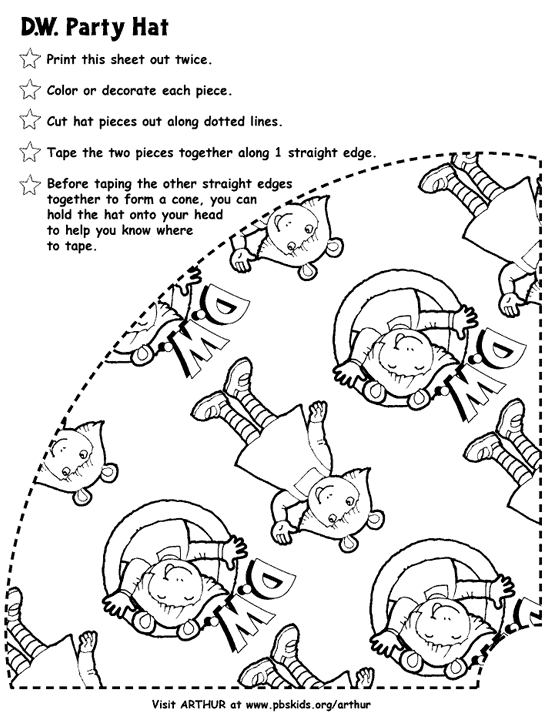 D.W. Party Hat
Print this sheet out twice.
Color or decorate each piece.
Cut hat pieces out along dotted lines.
Tape the two pieces together along 1 straight edge.
Before taping the other straight edges
together to form a cone, you can
hold the hat onto your head
to help you know where
to tape.
D.W.
D.W.
D.W.
Visit ARTHUR at www.pbskids.org/arthur